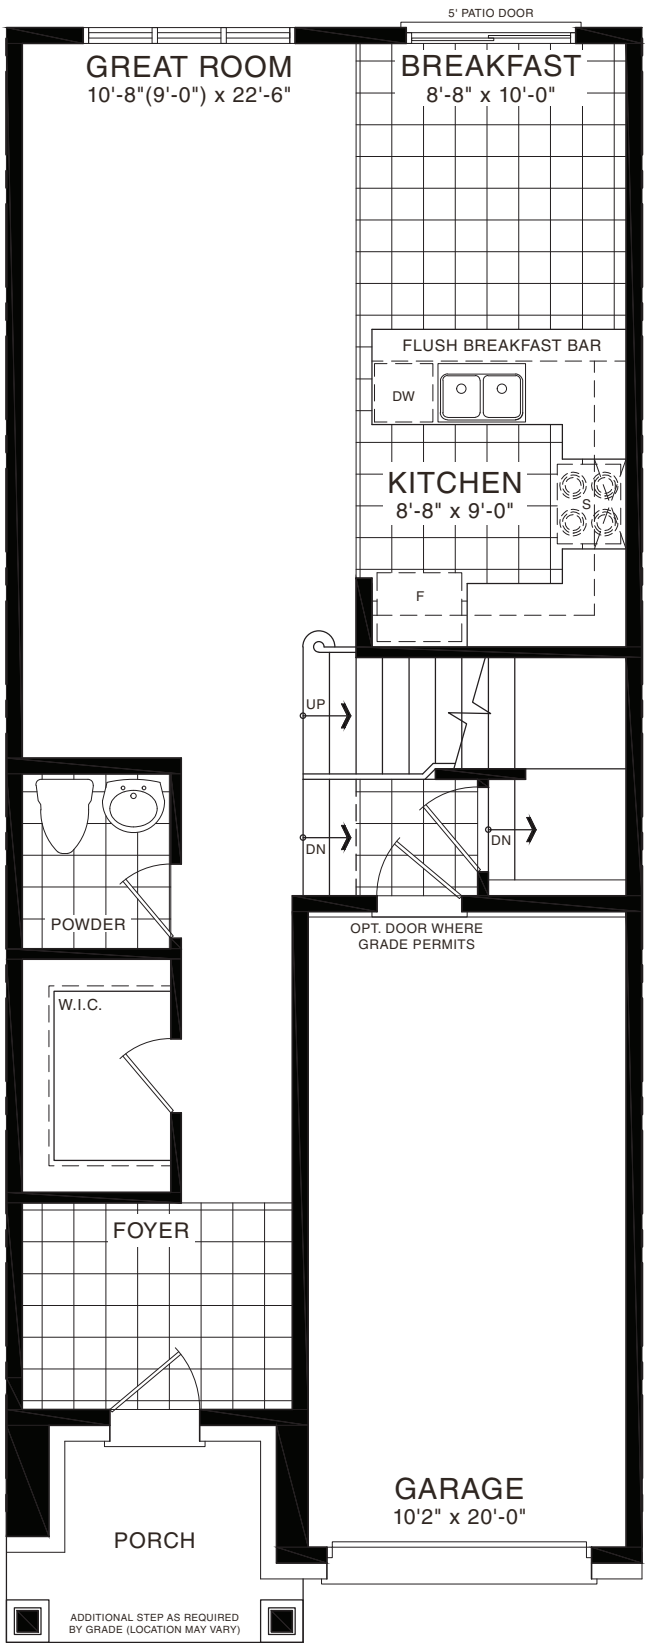 5' PATIO DOOR
GREAT ROOM
10'-8"(9'-0") x 22'-6"
BREAKFAST
8'-8" x 10'-0"
FLUSH BREAKFAST BAR
DW
KITCHEN
8'-8" x 9'-0"
S
F
UP
DN
DN
POWDER
OPT. DOOR WHERE
GRADE PERMITS
W.I.C.
FOYER
GARAGE
10'2" x 20'-0"
PORCH
ADDITIONAL STEP AS REQUIRED
BY GRADE (LOCATION MAY VARY)